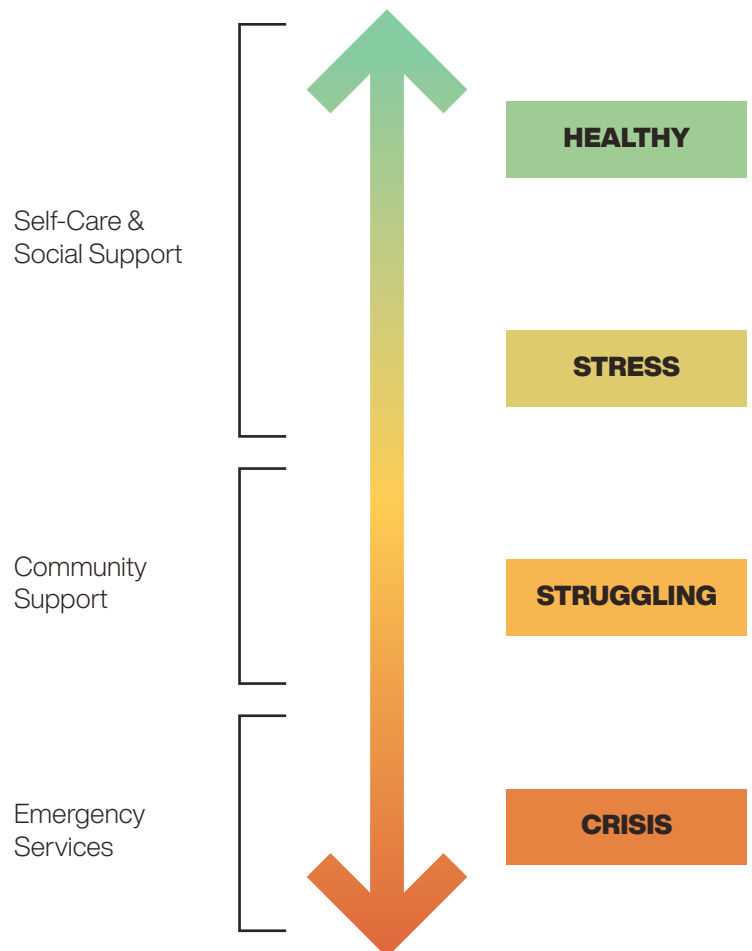 HEALTHY
Self-Care &
Social Support
STRESS
Community
Support
STRUGGLING
Emergency
Services
CRISIS